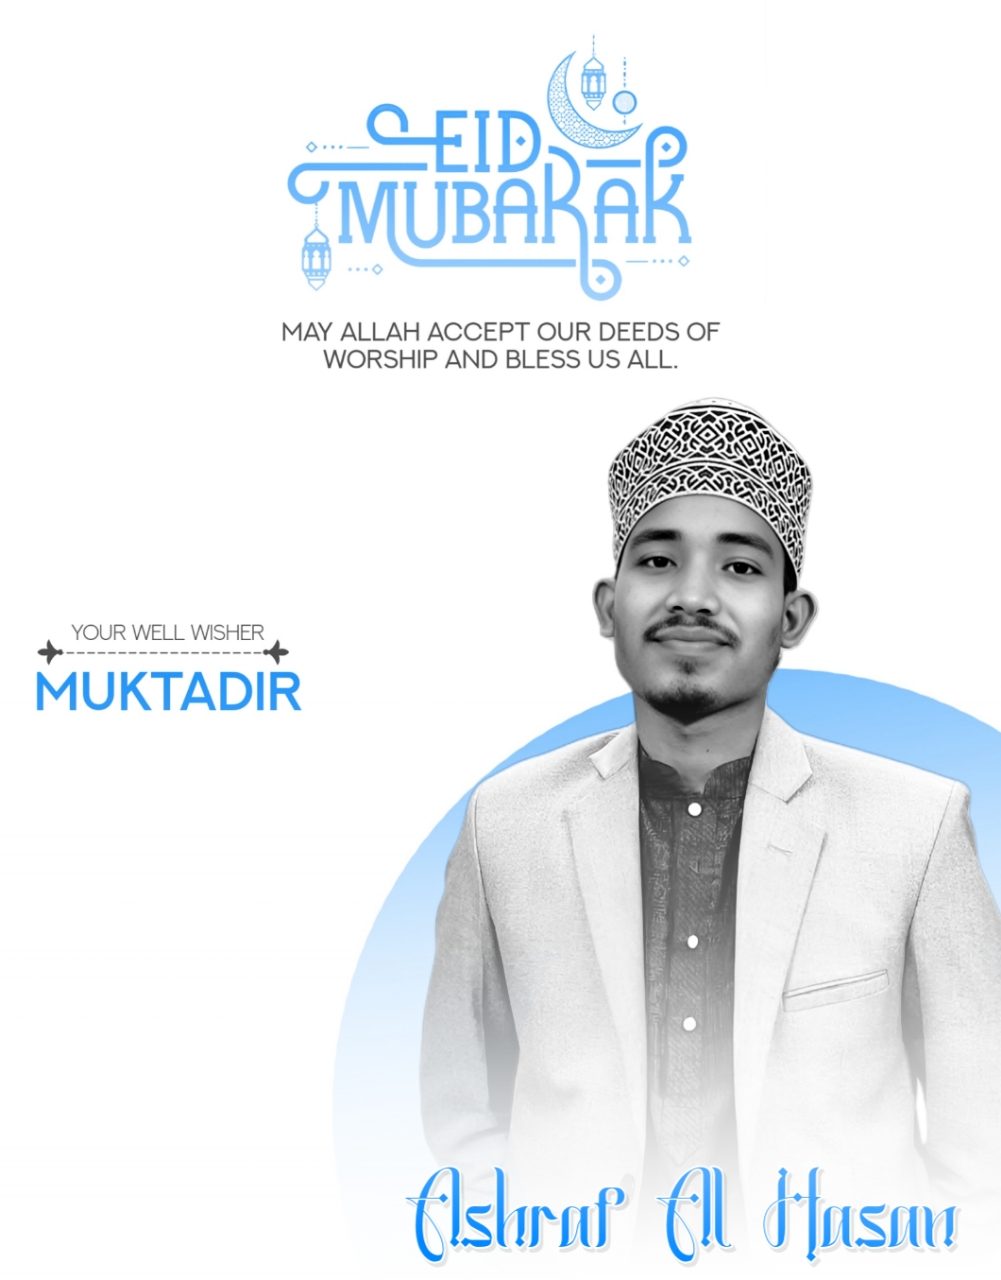 EID
MUBARAK
MAY ALLAH ACCEPT OUR DEEDS OF
WORSHIP AND BLESS US ALL.
YOUR WELL WISHER
MUKTADIR
Ashraf Al Hasan